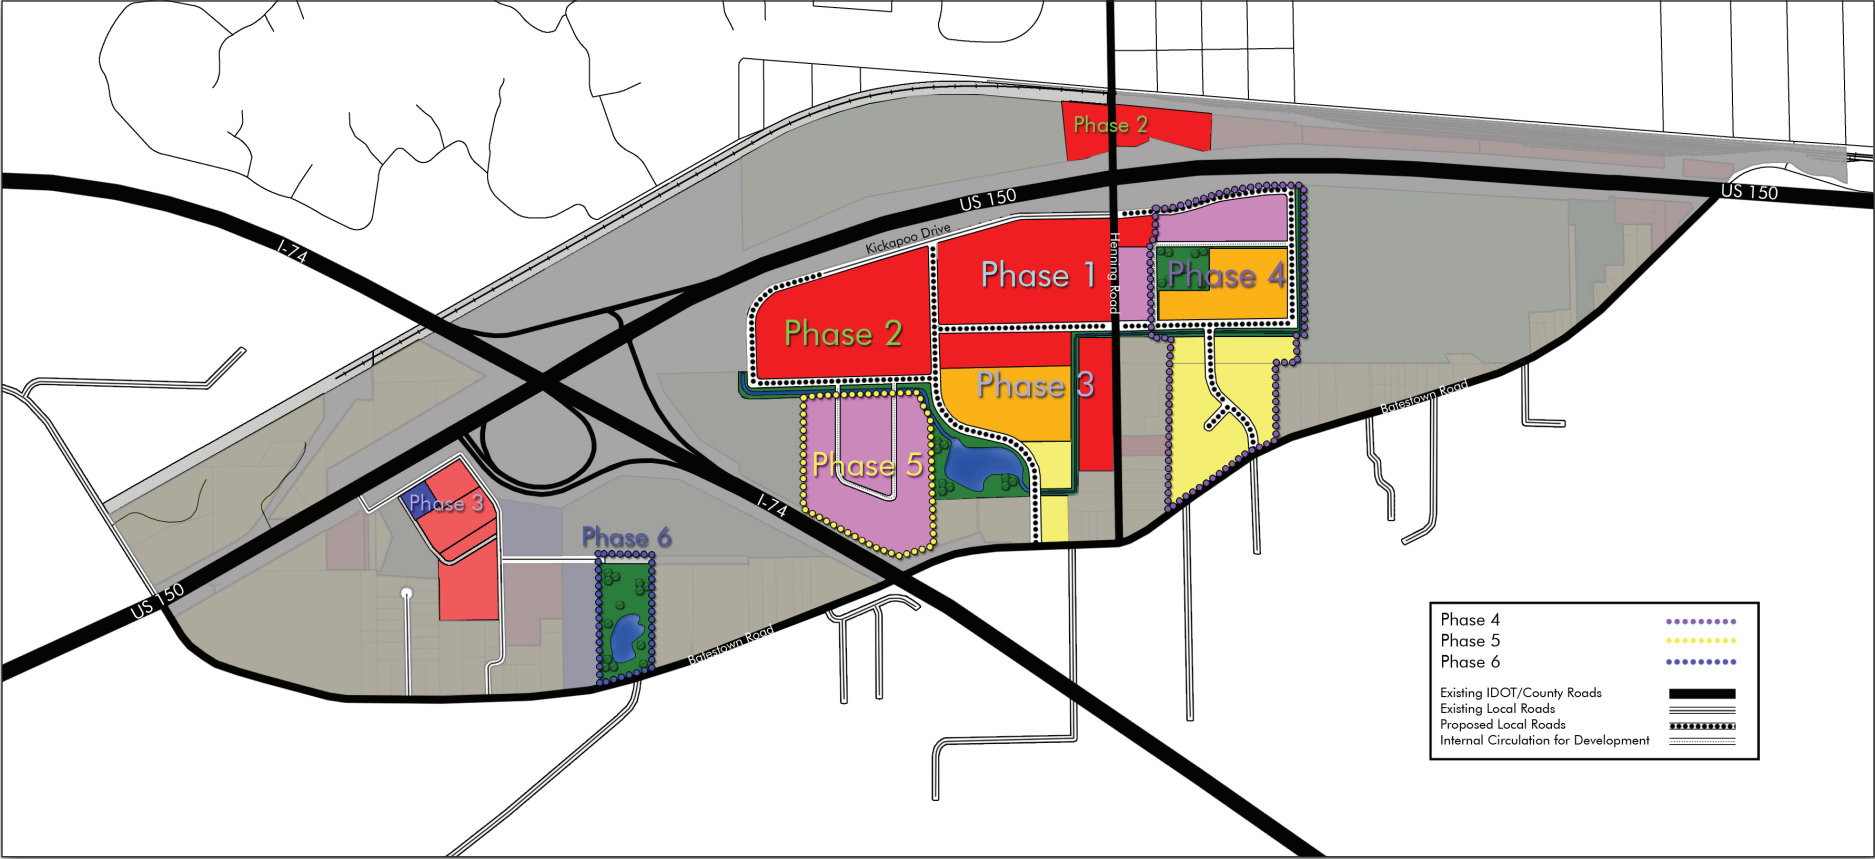 Phase 2
US 150
US 150
Kickapoo Drive
I-74
Henning Road
Phase 1
Phase 4
Phase 2
Phase 3
Batestown Road
Phase 5
Phase 3
I-74
Phase 6
US 150
Batestown Road
Phase 4
Phase 5
Phase 6
Existing IDOT/County Roads
Existing Local Roads
Proposed Local Roads
Internal Circulation for Development